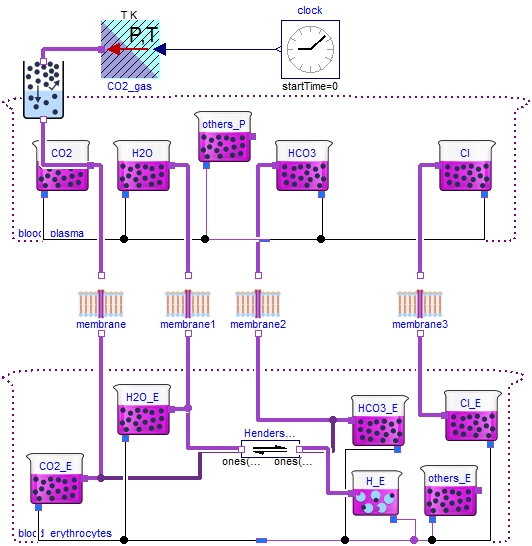 clock
T K
P,T
CO2_gas
startTime=0
others_P
CO2
H2O
HCO3
Cl
blood_plasma
membrane
membrane1
membrane2
membrane3
H2O_E
HCO3_E
Cl_E
Henders...
CO2_E
ones(...
ones(...
H_E
others_E
blood_erythrocytes